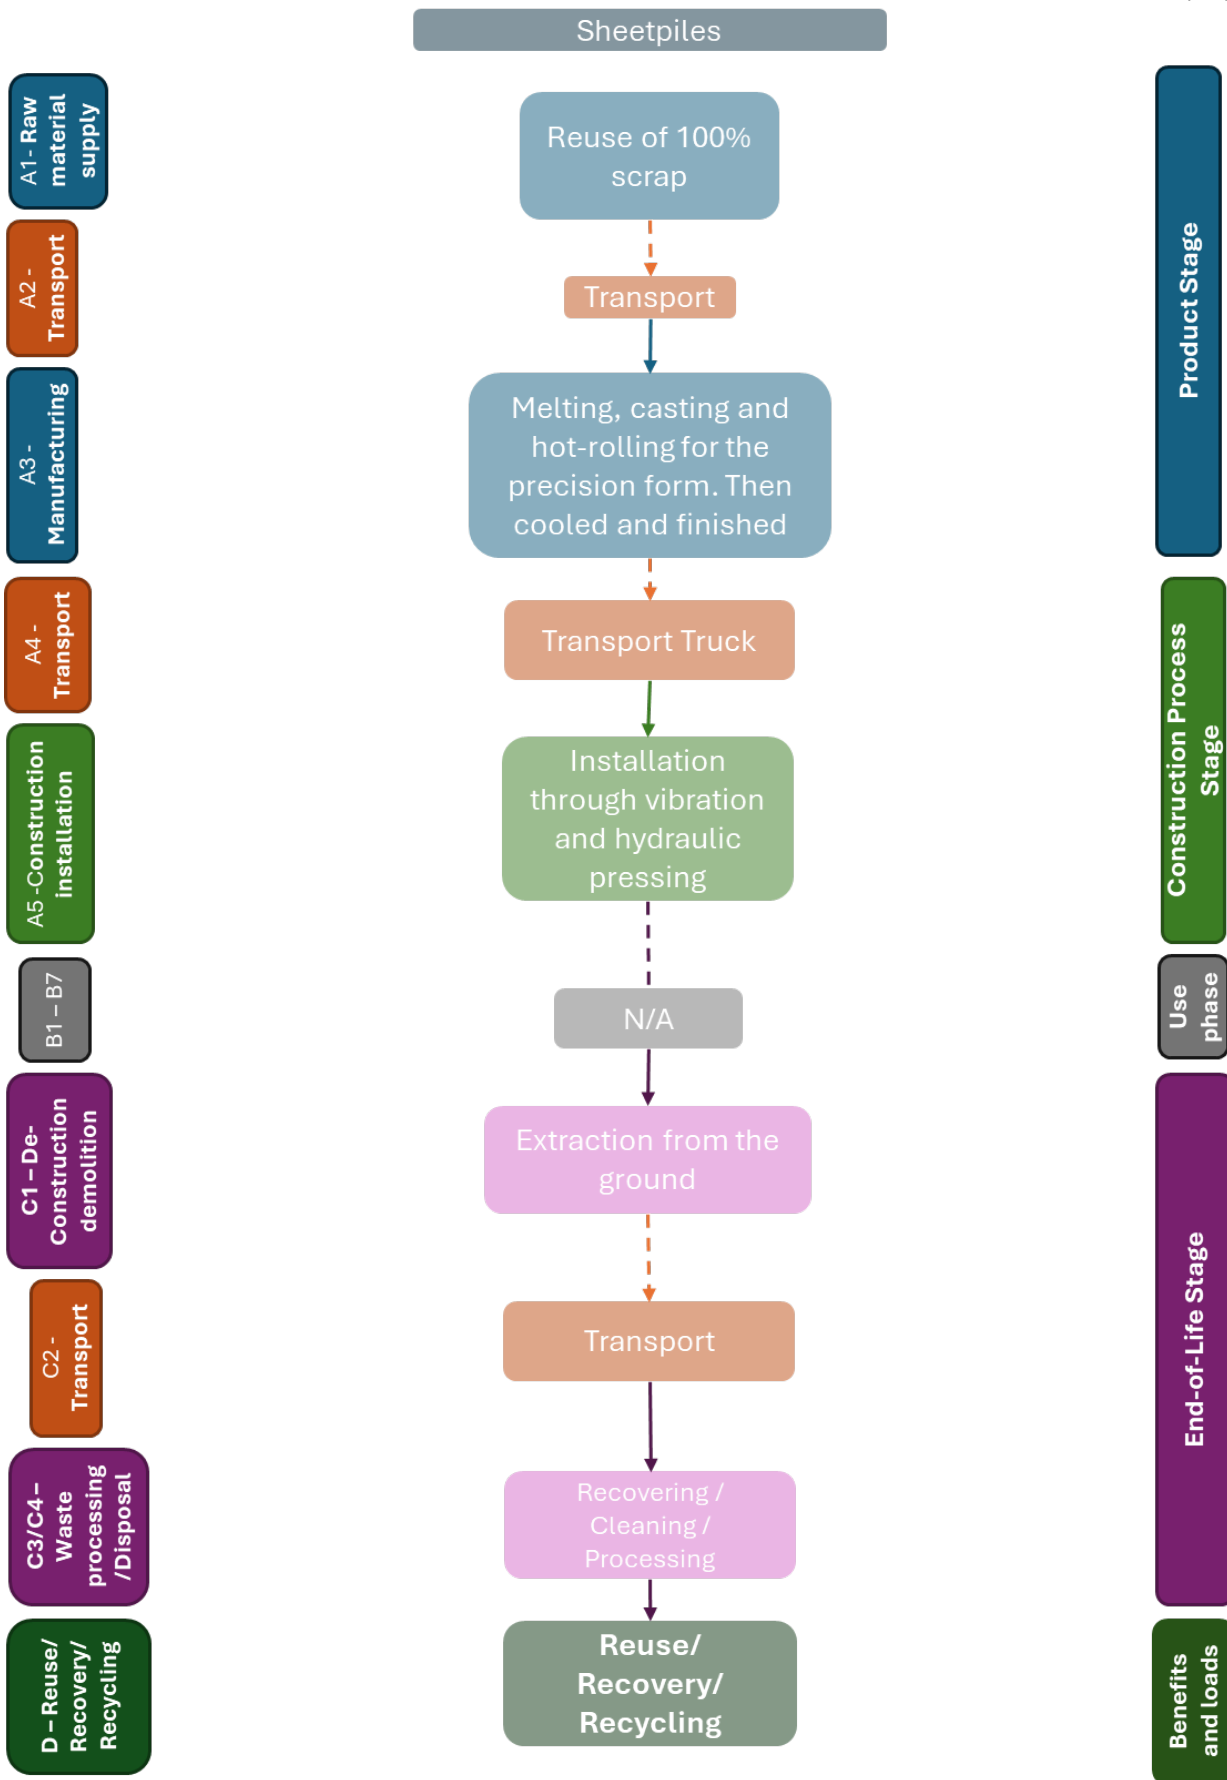 Sheetpiles
A1- Raw
material
supply
Reuse of 100%
scrap
Product Stage
A2 -
Transport
Transport
A3 -
Manufacturing
Melting, casting and
hot-rolling for the
precision form. Then
cooled and finished
A4 -
Transport
Transport Truck
Construction Process
Stage
A5 -Construction
installation
Installation
through vibration
and hydraulic
pressing
B1 – B7
N/A
Use
phase
C1 – De-
Construction
demolition
Extraction from the
ground
End-of-Life Stage
C2 -
Transport
Transport
C3/C4 –
Waste
processing
/Disposal
Recovering /
Cleaning /
Processing
D – Reuse/
Recovery/
Recycling
Reuse/
Recovery/
Recycling
Benefits
and loads